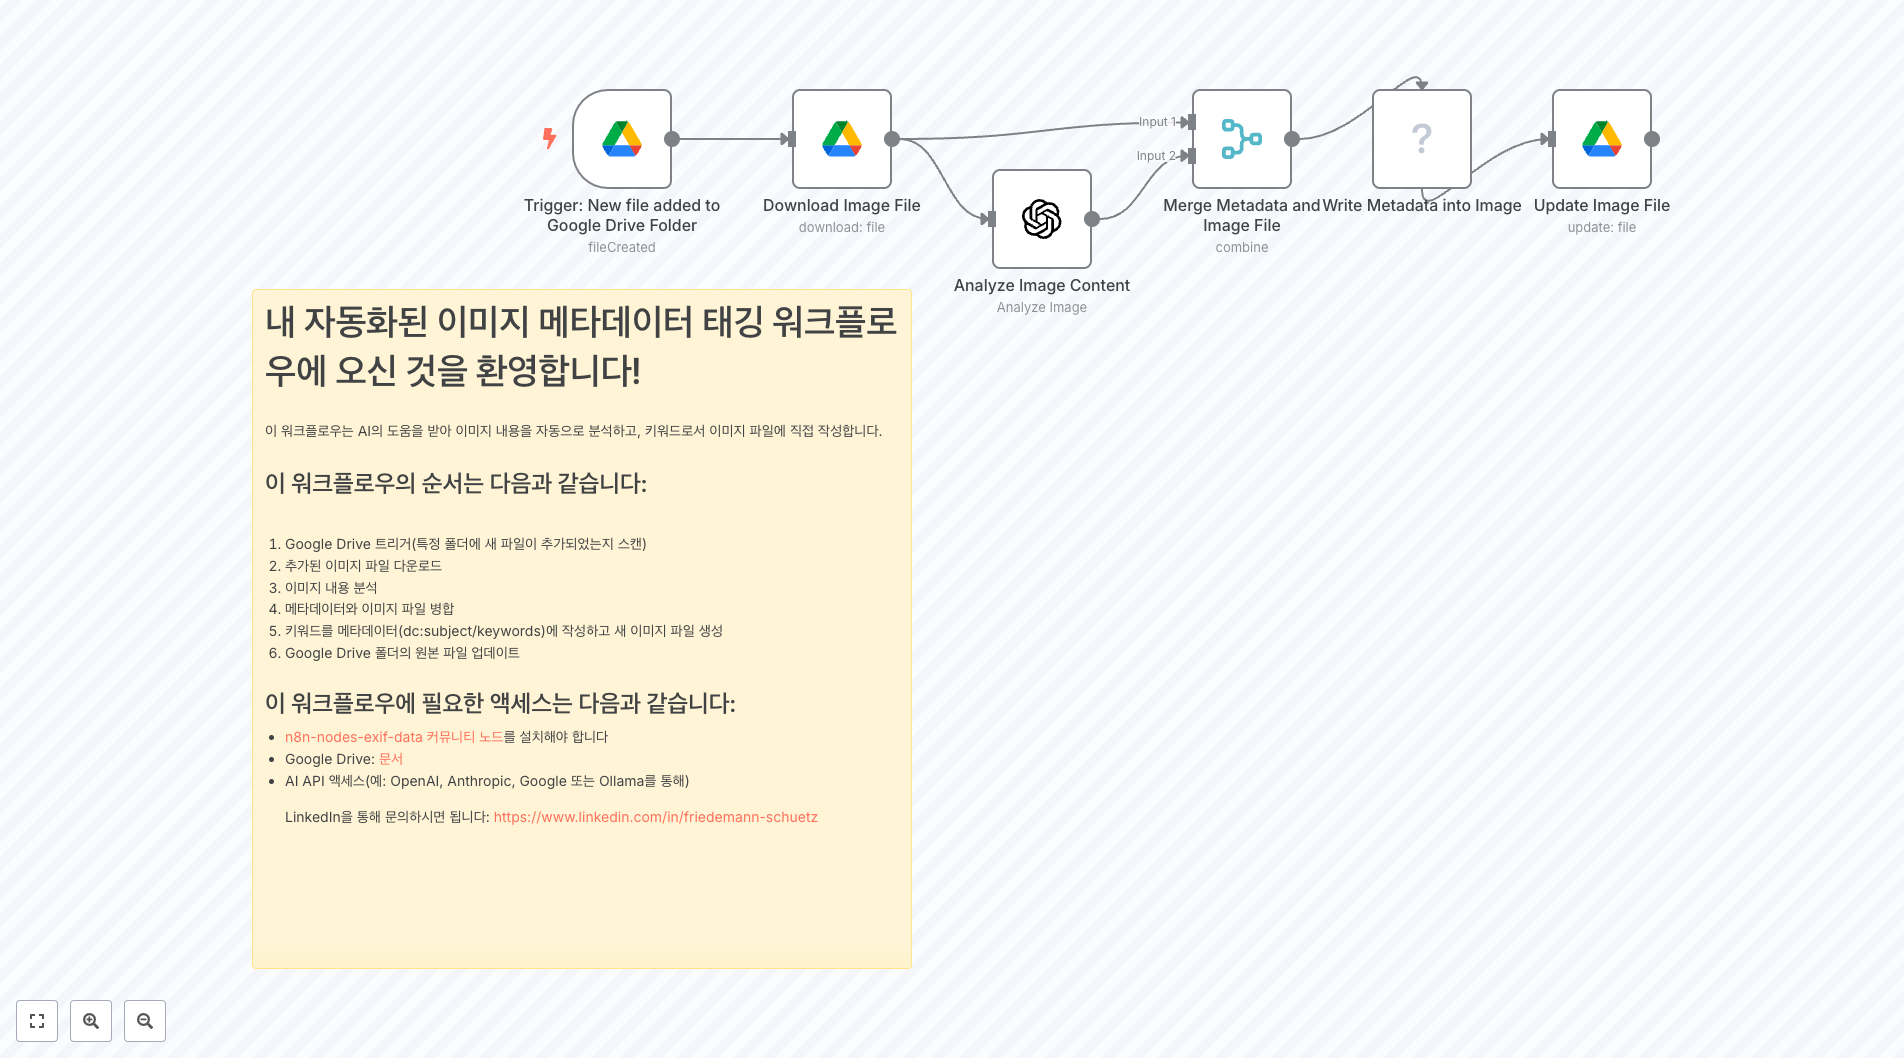 Input 1
Input 2
?
Trigger: New file added to
Google Drive Folder
fileCreated
Download Image File
download: file
Analyze Image Content
Analyze Image
Merge Metadata and
Image File
combine
Write Metadata into Image
Update Image File
update: file
내 자동화된 이미지 메타데이터 태깅 워크플로
우에 오신 것을 환영합니다!
이 워크플로우는 AI의 도움을 받아 이미지 내용을 자동으로 분석하고, 키워드로서 이미지 파일에 직접 작성합니다.
이 워크플로우의 순서는 다음과 같습니다:
1. Google Drive 트리거(특정 폴더에 새 파일이 추가되었는지 스캔)
2. 추가된 이미지 파일 다운로드
3. 이미지 내용 분석
4. 메타데이터와 이미지 파일 병합
5. 키워드를 메타데이터(dc:subject/keywords)에 작성하고 새 이미지 파일 생성
6. Google Drive 폴더의 원본 파일 업데이트
이 워크플로우에 필요한 액세스는 다음과 같습니다:
• n8n-nodes-exif-data 커뮤니티 노드를 설치해야 합니다
• Google Drive: 문서
• AI API 액세스(예: OpenAI, Anthropic, Google 또는 Ollama를 통해)
LinkedIn을 통해 문의하시면 됩니다: https://www.linkedin.com/in/friedemann-schuetz